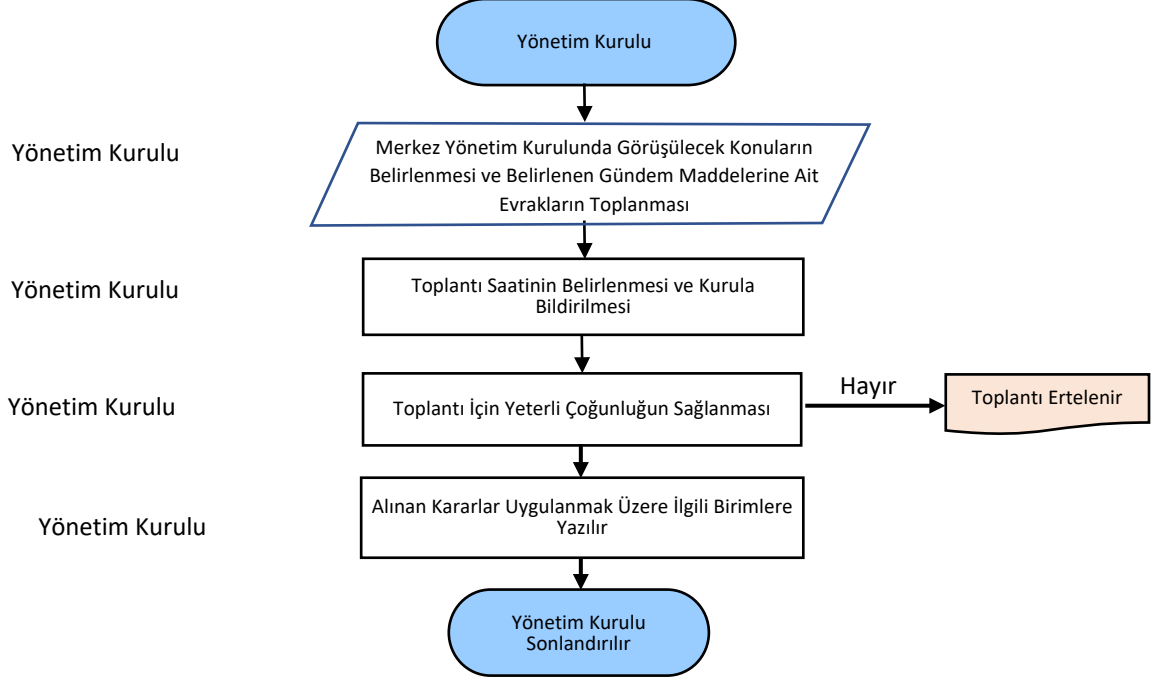 Yönetim Kurulu
Yönetim Kurulu
Merkez Yönetim Kurulunda Görüşülecek Konuların
Belirlenmesi ve Belirlenen Gündem Maddelerine Ait
Evrakların Toplanması
Yönetim Kurulu
Toplantı Saatinin Belirlenmesi ve Kurula
Bildirilmesi
Yönetim Kurulu
Toplantı İçin Yeterli Çoğunluğun Sağlanması
Hayır
Toplantı Ertelenir
Yönetim Kurulu
Alınan Kararlar Uygulanmak Üzere İlgili Birimlere
Yazılır
Yönetim Kurulu
Sonlandırılır